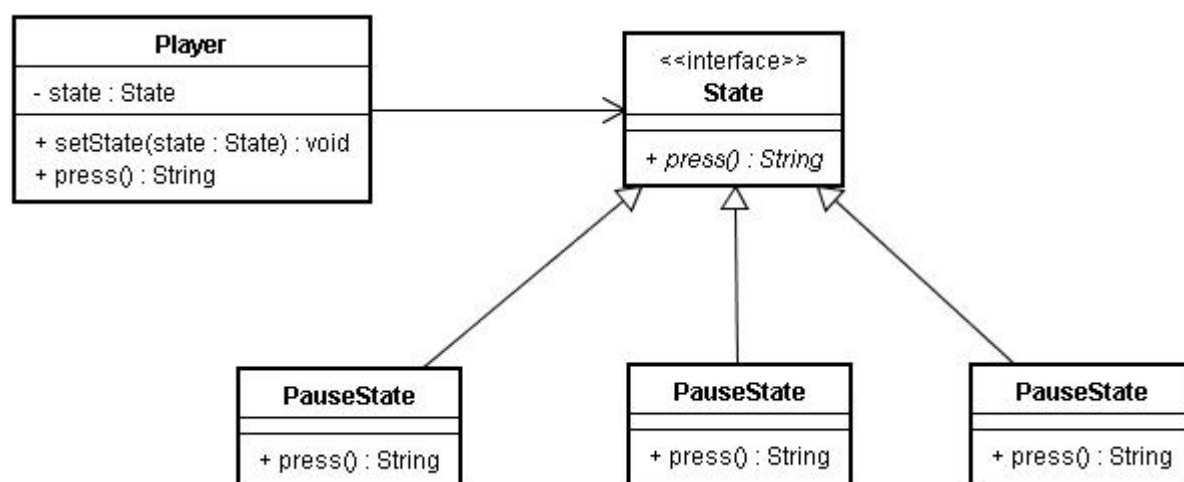 Player
- state : State
+ setState(state : State) : void
+ press() : String
<<interface>>
State
+ press() : String
PauseState
+ press() : String
PauseState
+ press() : String
PauseState
+ press() : String